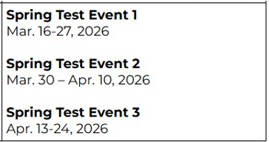 Spring Test Event 1
Mar. 16-27, 2026
Spring Test Event 2
Mar. 30 – Apr. 10, 2026
Spring Test Event 3
Apr. 13-24, 2026